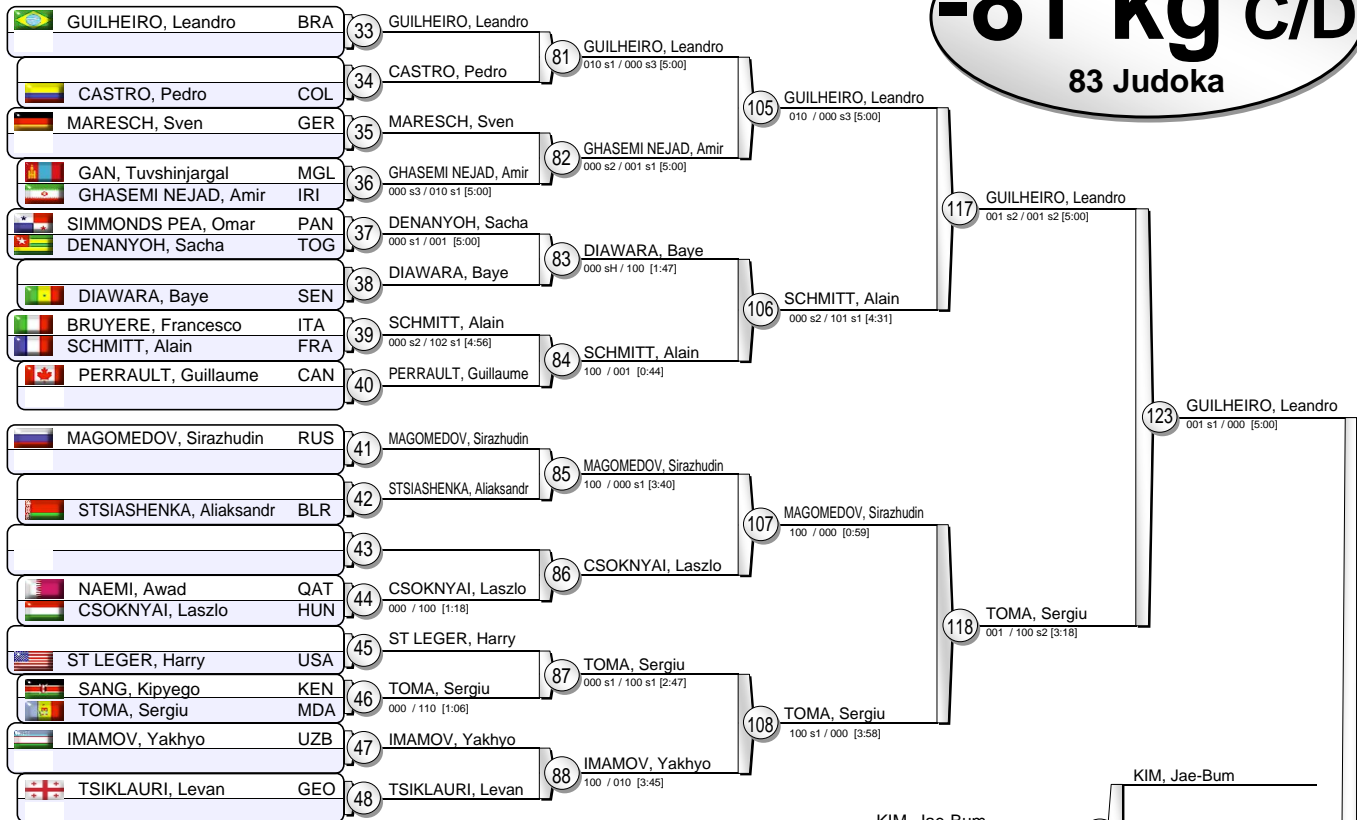 -81 kg C/D
83 Judoka
GUILHEIRO, Leandro BRA
33
CASTRO, Pedro COL
34
MARESCH, Sven GER
35
GAN, Tuvshinjargal MGL
GHASEMI NEJAD, Amir IRI
36
SIMMONDS PEA, Omar PAN
DENANYOH, Sacha TOG
37
DIAWARA, Baye SEN
38
BRUYERE, Francesco ITA
SCHMITT, Alain FRA
39
PERRAULT, Guillaume CAN
40
MAGOMEDOV, Sirazhudin RUS
41
STSIASHENKA, Aliaksandr BLR
42
43
NAEMI, Awad QAT
CSOKNYAI, Laszlo HUN
44
ST LEGER, Harry USA
45
SANG, Kipyego KEN
TOMA, Sergiu MDA
46
IMAMOV, Yakhyo UZB
47
TSIKLAURI, Levan GEO
48
GUILHEIRO, Leandro
CASTRO, Pedro
81
MARESCH, Sven
GHASEMI NEJAD, Amir
000 s3 / 010 s1 [5:00]
82
DENANYOH, Sacha
000 s1 / 001 [5:00]
DIAWARA, Baye
83
SCHMITT, Alain
000 s2 / 102 s1 [4:56]
PERRAULT, Guillaume
84
MAGOMEDOV, Sirazhudin
STSIASHENKA, Aliaksandr
85
CSOKNYAI, Laszlo
000 / 100 [1:18]
86
ST LEGER, Harry
TOMA, Sergiu
000 / 110 [1:06]
87
IMAMOV, Yakhyo
TSIKLAURI, Levan
88
GUILHEIRO, Leandro
010 s1 / 000 s3 [5:00]
GHASEMI NEJAD, Amir
000 s2 / 001 s1 [5:00]
105
DIAWARA, Baye
000 sH / 100 [1:47]
SCHMITT, Alain
100 / 001 [0:44]
106
MAGOMEDOV, Sirazhudin
100 / 000 s1 [3:40]
CSOKNYAI, Laszlo
107
TOMA, Sergiu
000 s1 / 100 s1 [2:47]
IMAMOV, Yakhyo
100 / 010 [3:45]
108
GUILHEIRO, Leandro
010 / 000 s3 [5:00]
SCHMITT, Alain
000 s2 / 101 s1 [4:31]
117
MAGOMEDOV, Sirazhudin
100 / 000 [0:59]
TOMA, Sergiu
100 s1 / 000 [3:58]
118
GUILHEIRO, Leandro
001 s2 / 001 s2 [5:00]
TOMA, Sergiu
001 / 100 s2 [3:18]
123
GUILHEIRO, Leandro
001 s1 / 000 [5:00]
KIM, Jae-Bum
KIM, Jae-Bum